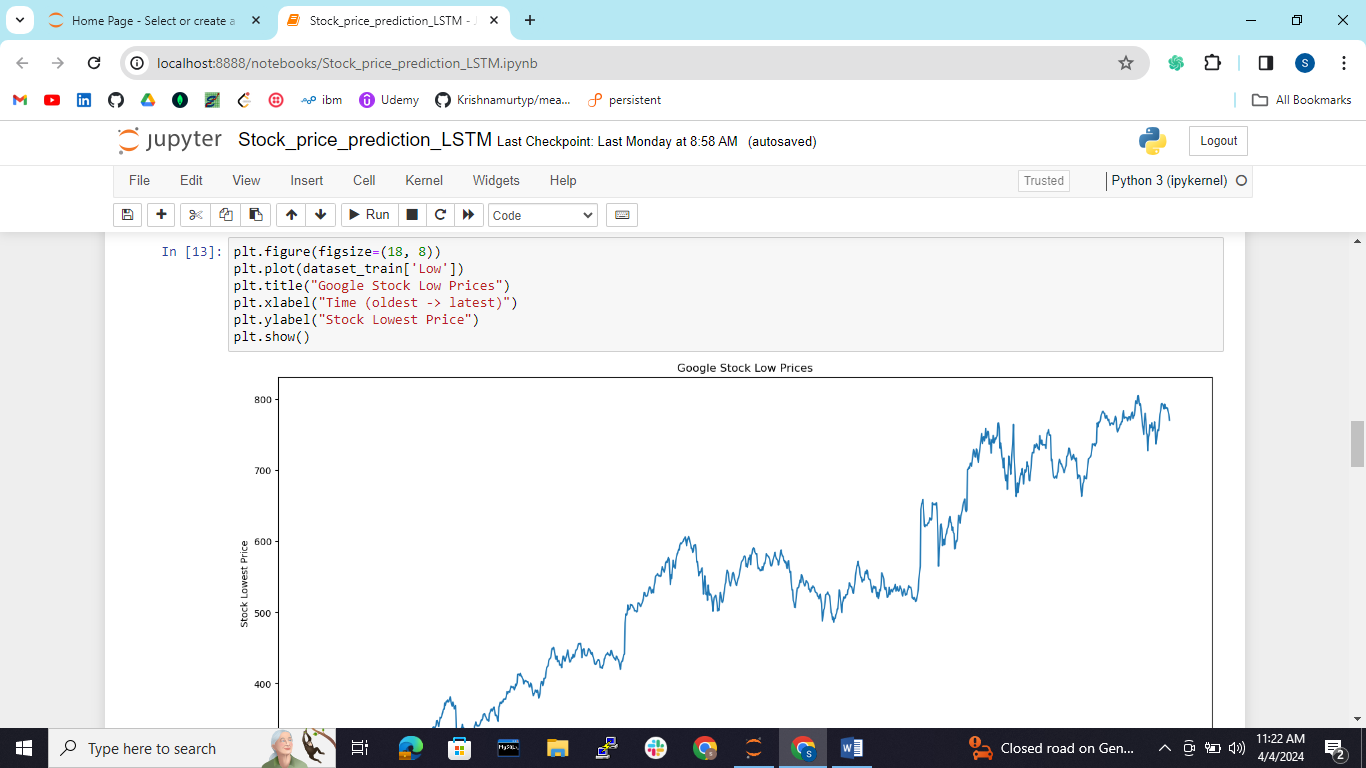 Home Page - Select or create a
Stock_price_prediction_LSTM - J
localhost:8888/notebooks/Stock_price_prediction_LSTM.ipynb
S
ibm
Udemy
Krishnamurtyp/mea...
persistent
All Bookmarks
jupyter
Stock_price_prediction_LSTM Last Checkpoint: Last Monday at 8:58 AM (autosaved)
Logout
File Edit View Insert Cell Kernel Widgets Help
Trusted
Python 3 (ipykernel)
Run
Code
In [13]:
plt.figure(figsize=(18, 8))
plt.plot(dataset_train['Low'])
plt.title("Google Stock Low Prices")
plt.xlabel("Time (oldest -> latest)")
plt.ylabel("Stock Lowest Price")
plt.show()
Google Stock Low Prices
800
700
600
500
400
Stock Lowest Price
Type here to search
MySQL
S
Closed road on Gen...
11:22 AM
4/4/2024
2